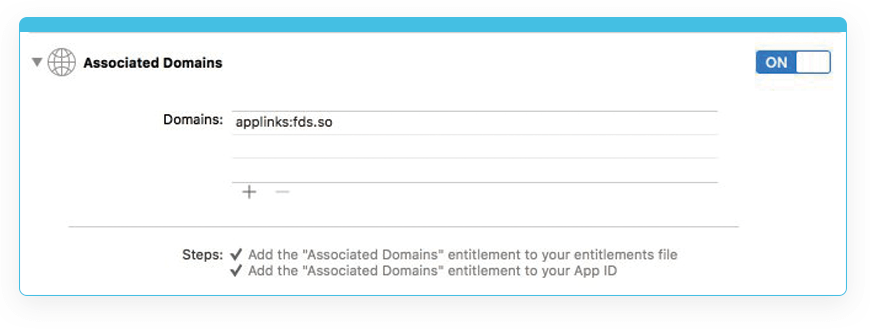 Associated Domains
ON
Domains:
applinks:fds.so
Steps: ✔ Add the "Associated Domains" entitlement to your entitlements file
✔ Add the "Associated Domains" entitlement to your App ID